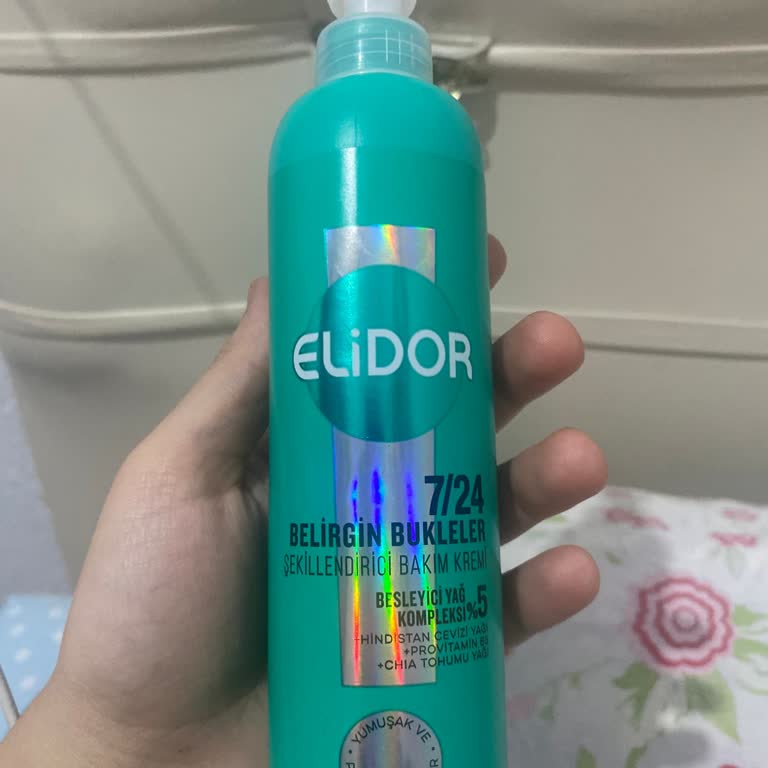 ELiDOR
7/24
BELİRGİN BUKLELER
ŞEKİLLENDİRİCİ BAKIM KREMİ
BESLEYİCİ YAĞ
KOMPLEKSİ %5
+HİNDİSTAN CEVİZİ YAĞI
+PROVİTAMİN B5
+CHIA TOHUMU YAĞI
• YUMUŞAK VE •